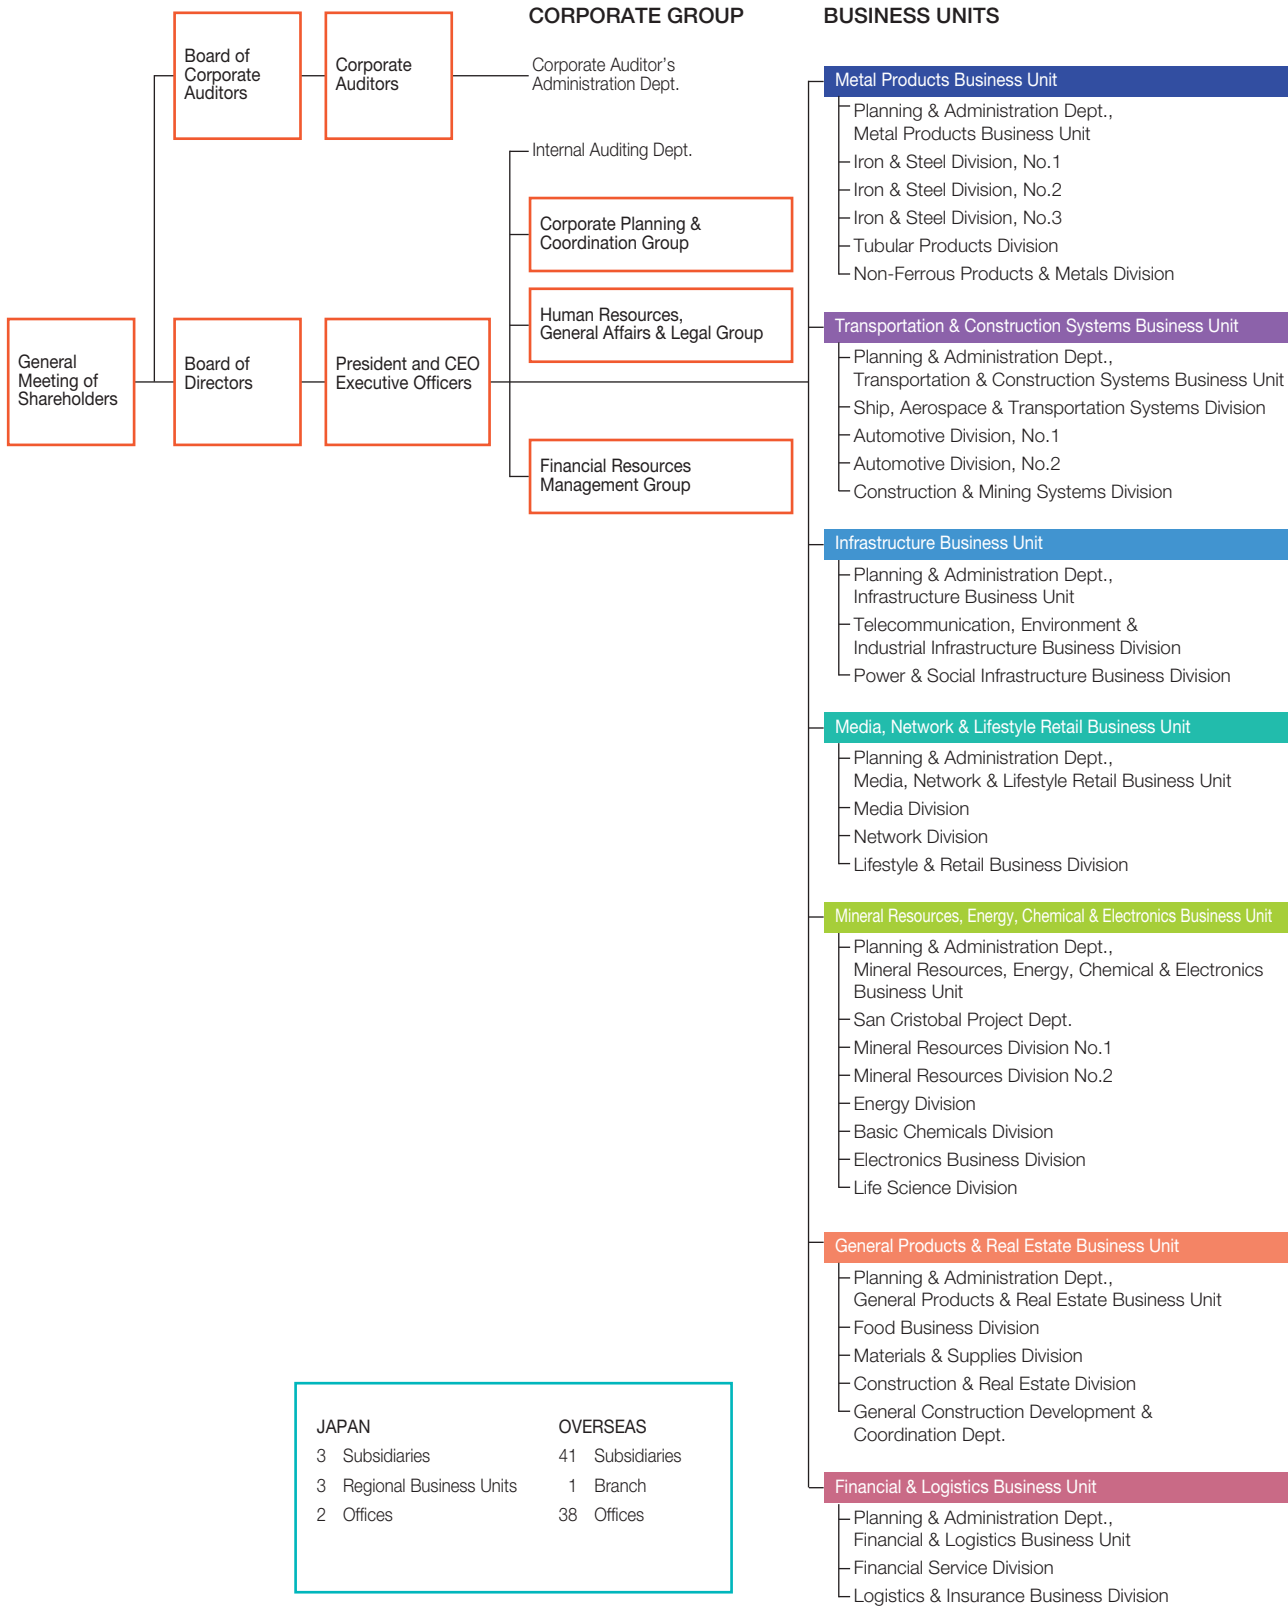 CORPORATE GROUP
BUSINESS UNITS
Board of
Corporate
Auditors
Corporate
Auditors
Corporate Auditor's
Administration Dept.
Internal Auditing Dept.
Corporate Planning &
Coordination Group
Human Resources,
General Affairs & Legal Group
General
Meeting of
Shareholders
Board of
Directors
President and CEO
Executive Officers
Financial Resources
Management Group
Metal Products Business Unit
Planning & Administration Dept.,
Metal Products Business Unit
Iron & Steel Division, No.1
Iron & Steel Division, No.2
Iron & Steel Division, No.3
Tubular Products Division
Non-Ferrous Products & Metals Division
Transportation & Construction Systems Business Unit
Planning & Administration Dept.,
Transportation & Construction Systems Business Unit
Ship, Aerospace & Transportation Systems Division
Automotive Division, No.1
Automotive Division, No.2
Construction & Mining Systems Division
Infrastructure Business Unit
Planning & Administration Dept.,
Infrastructure Business Unit
Telecommunication, Environment &
Industrial Infrastructure Business Division
Power & Social Infrastructure Business Division
Media, Network & Lifestyle Retail Business Unit
Planning & Administration Dept.,
Media, Network & Lifestyle Retail Business Unit
Media Division
Network Division
Lifestyle & Retail Business Division
Mineral Resources, Energy, Chemical & Electronics Business Unit
Planning & Administration Dept.,
Mineral Resources, Energy, Chemical & Electronics
Business Unit
San Cristobal Project Dept.
Mineral Resources Division No.1
Mineral Resources Division No.2
Energy Division
Basic Chemicals Division
Electronics Business Division
Life Science Division
General Products & Real Estate Business Unit
Planning & Administration Dept.,
General Products & Real Estate Business Unit
Food Business Division
Materials & Supplies Division
Construction & Real Estate Division
General Construction Development &
Coordination Dept.
Financial & Logistics Business Unit
Planning & Administration Dept.,
Financial & Logistics Business Unit
Financial Service Division
Logistics & Insurance Business Division
JAPAN
3 Subsidiaries
3 Regional Business Units
2 Offices
OVERSEAS
41 Subsidiaries
1 Branch
38 Offices